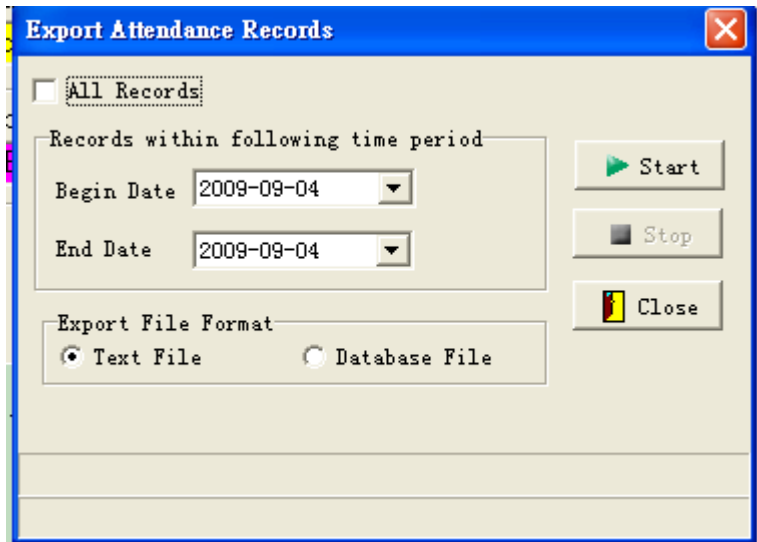 Export Attendance Records
All Records
Records within following time period
Begin Date 2009-09-04
End Date 2009-09-04
Export File Format
Text File Database File
Start
Stop
Close